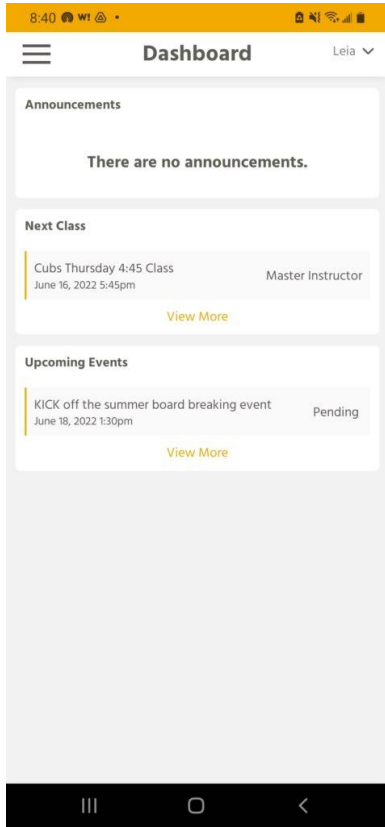 8:40 W!
Dashboard
Leia
Announcements
There are no announcements.
Next Class
Cubs Thursday 4:45 Class
June 16, 2022 5:45pm
Master Instructor
View More
Upcoming Events
KICK off the summer board breaking event
June 18, 2022 1:30pm
Pending
View More